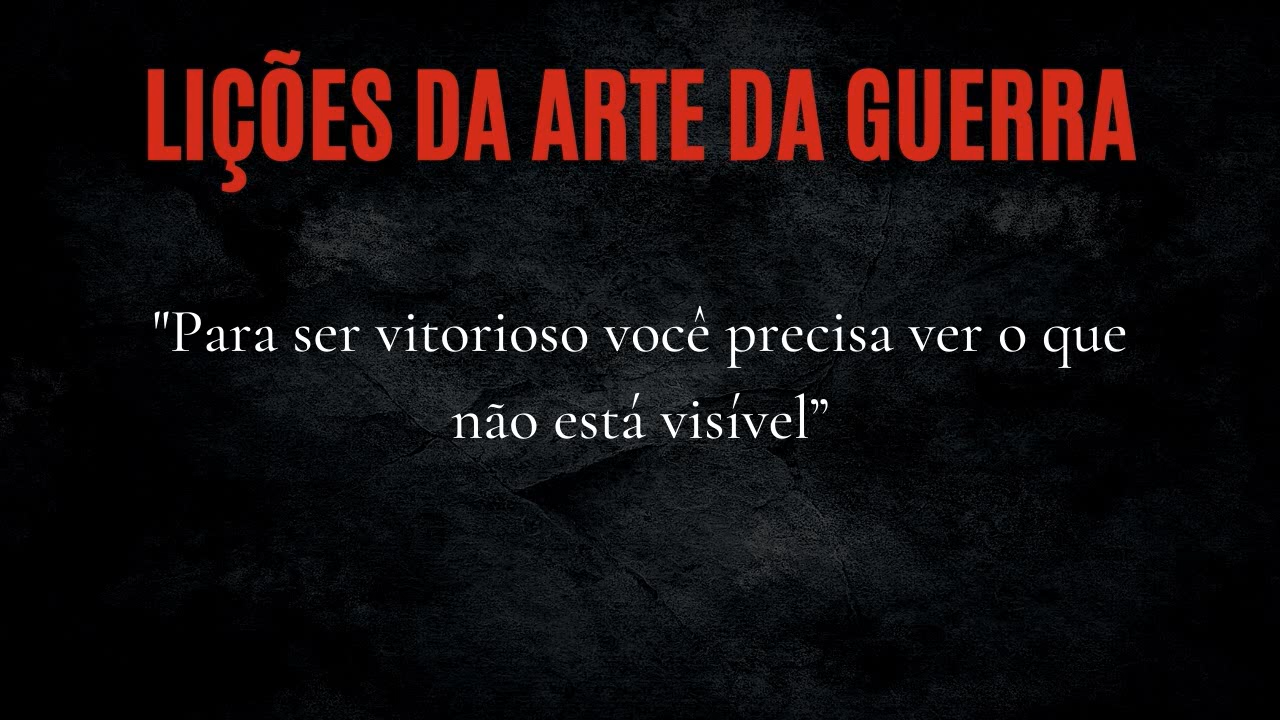 LIÇÕES DA ARTE DA GUERRA
"Para ser vitorioso você precisa ver o que
não está visível”